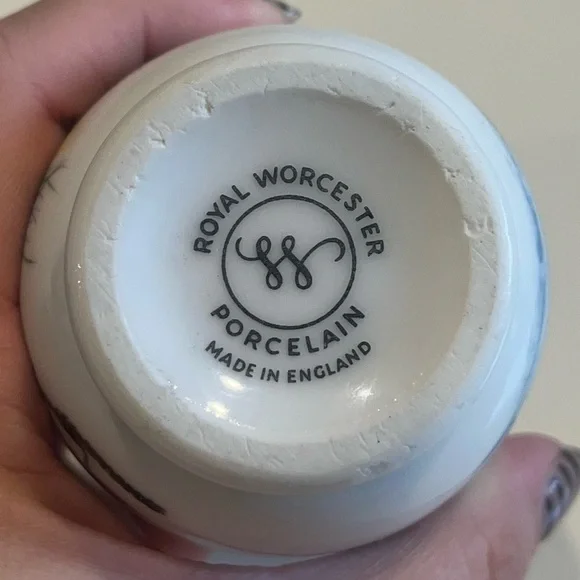 ROYAL WORCESTER
PORCELAIN
MADE IN ENGLAND